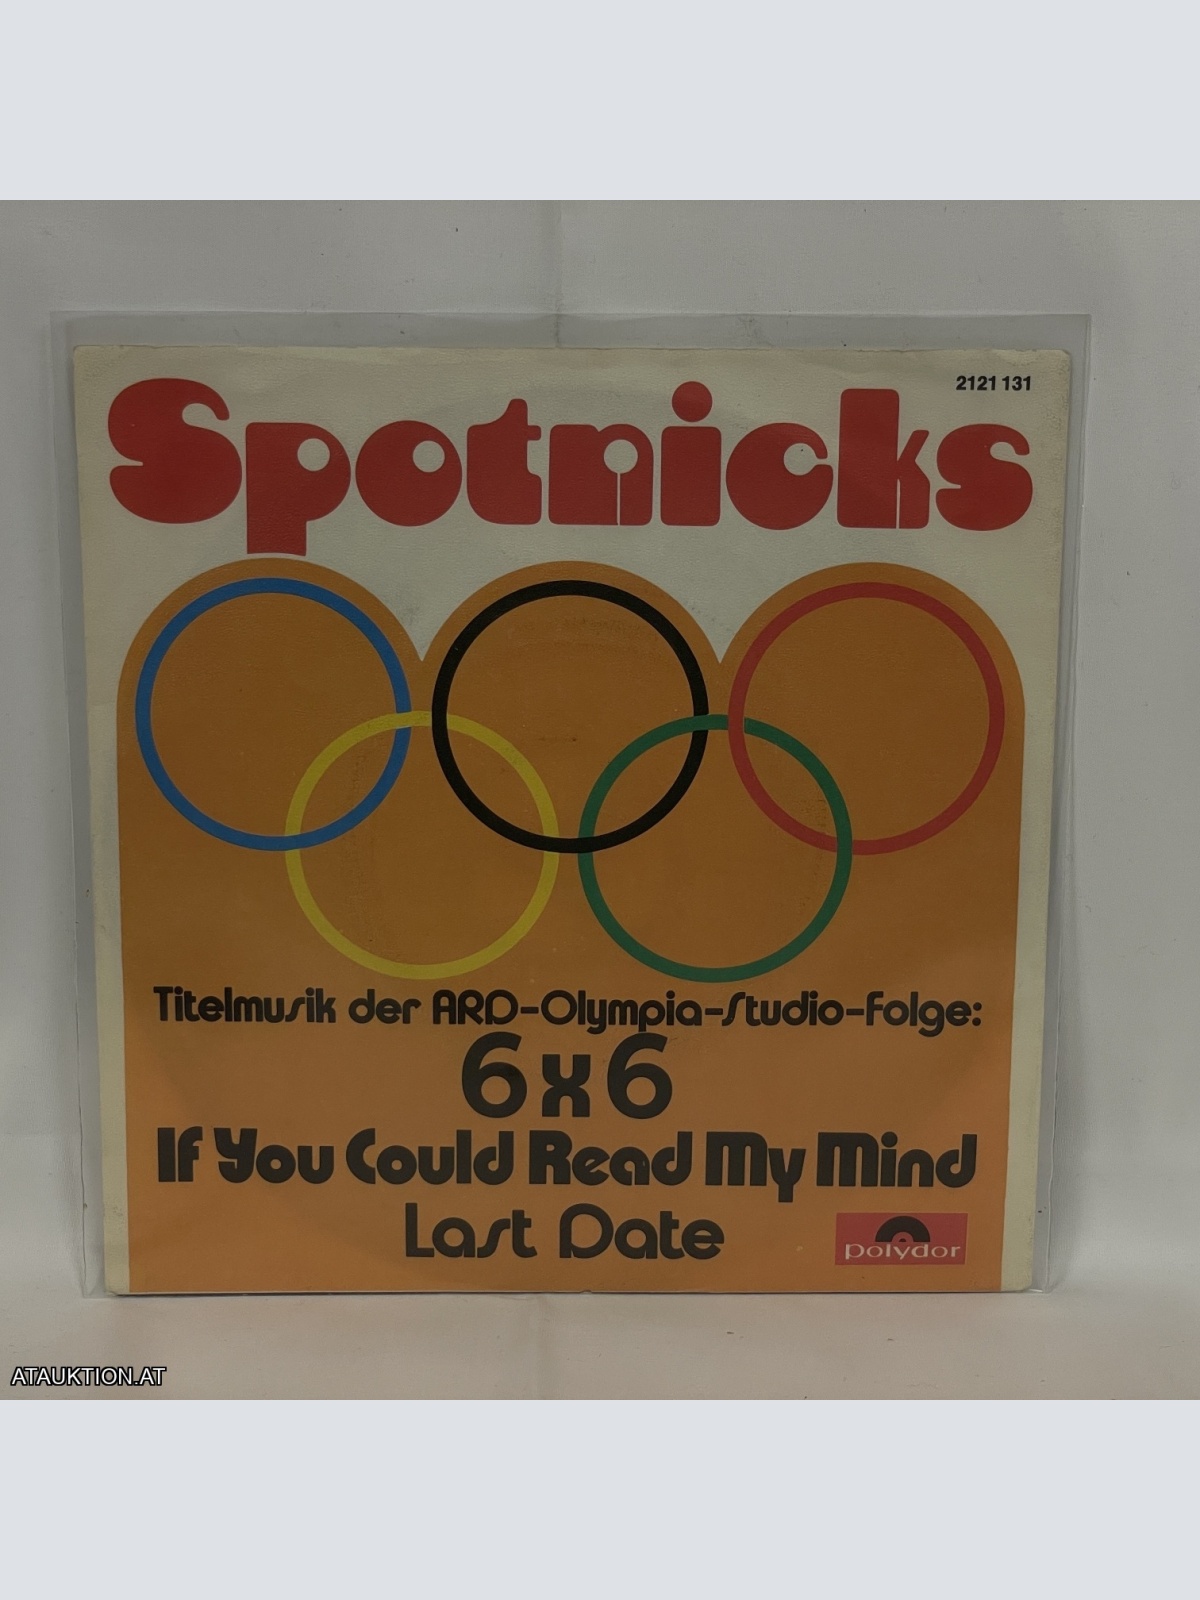 2121 131
Spotnicks
Titelmusik der ARD-Olympia-Studio-Folge:
6x6
If You Could Read My Mind
Last Date
polydor
ATAUKTION.AT